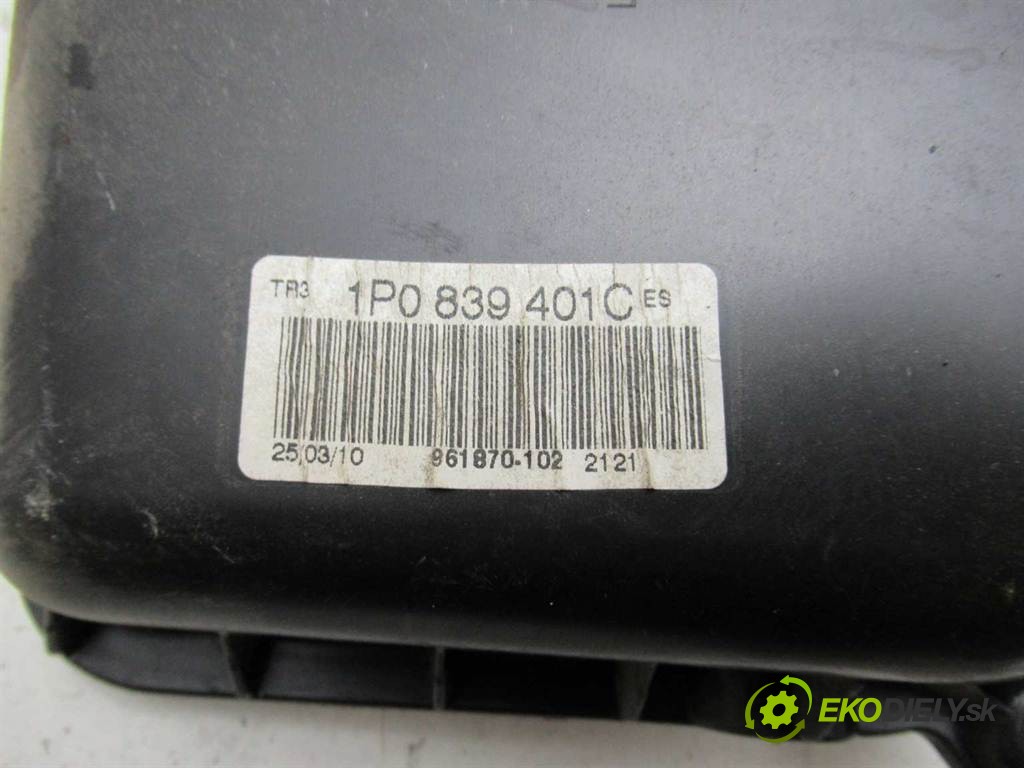 TR3 1P0 839 401C ES
25/03/10 961870-102 2121
EKODIELY.sk